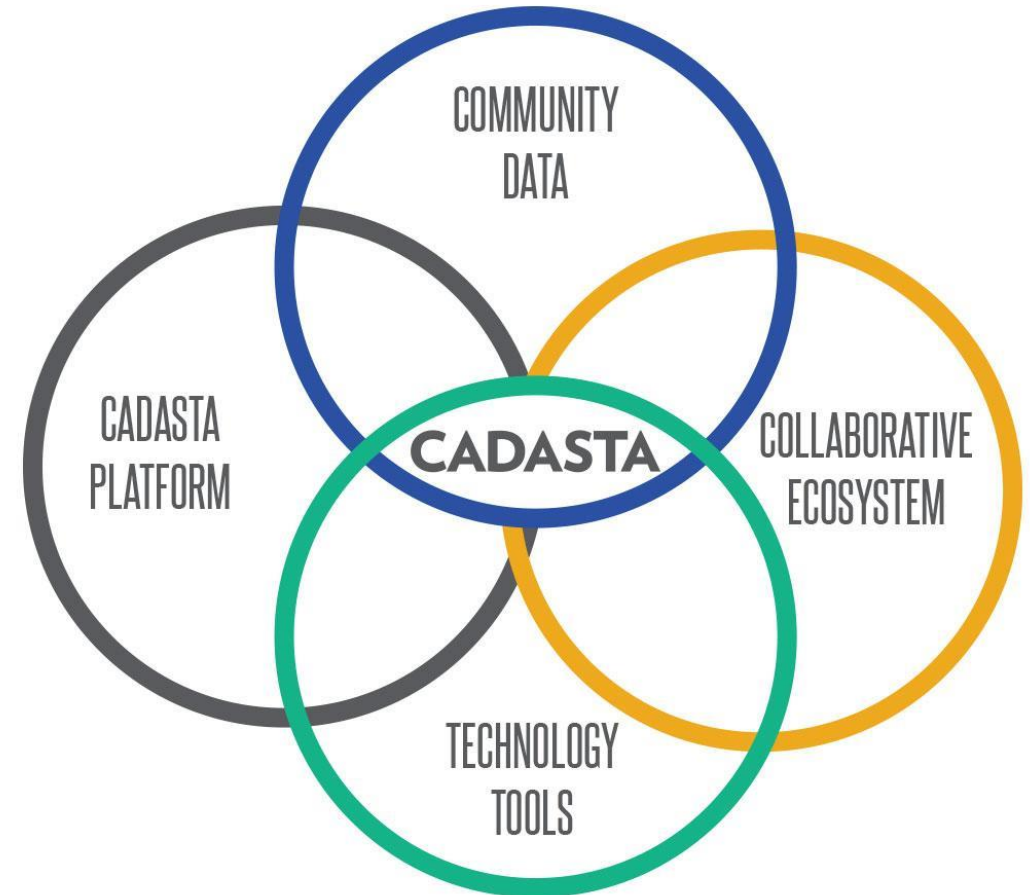 COMMUNITY
DATA
CADASTA
PLATFORM
CADASTA
COLLABORATIVE
ECOSYSTEM
TECHNOLOGY
TOOLS